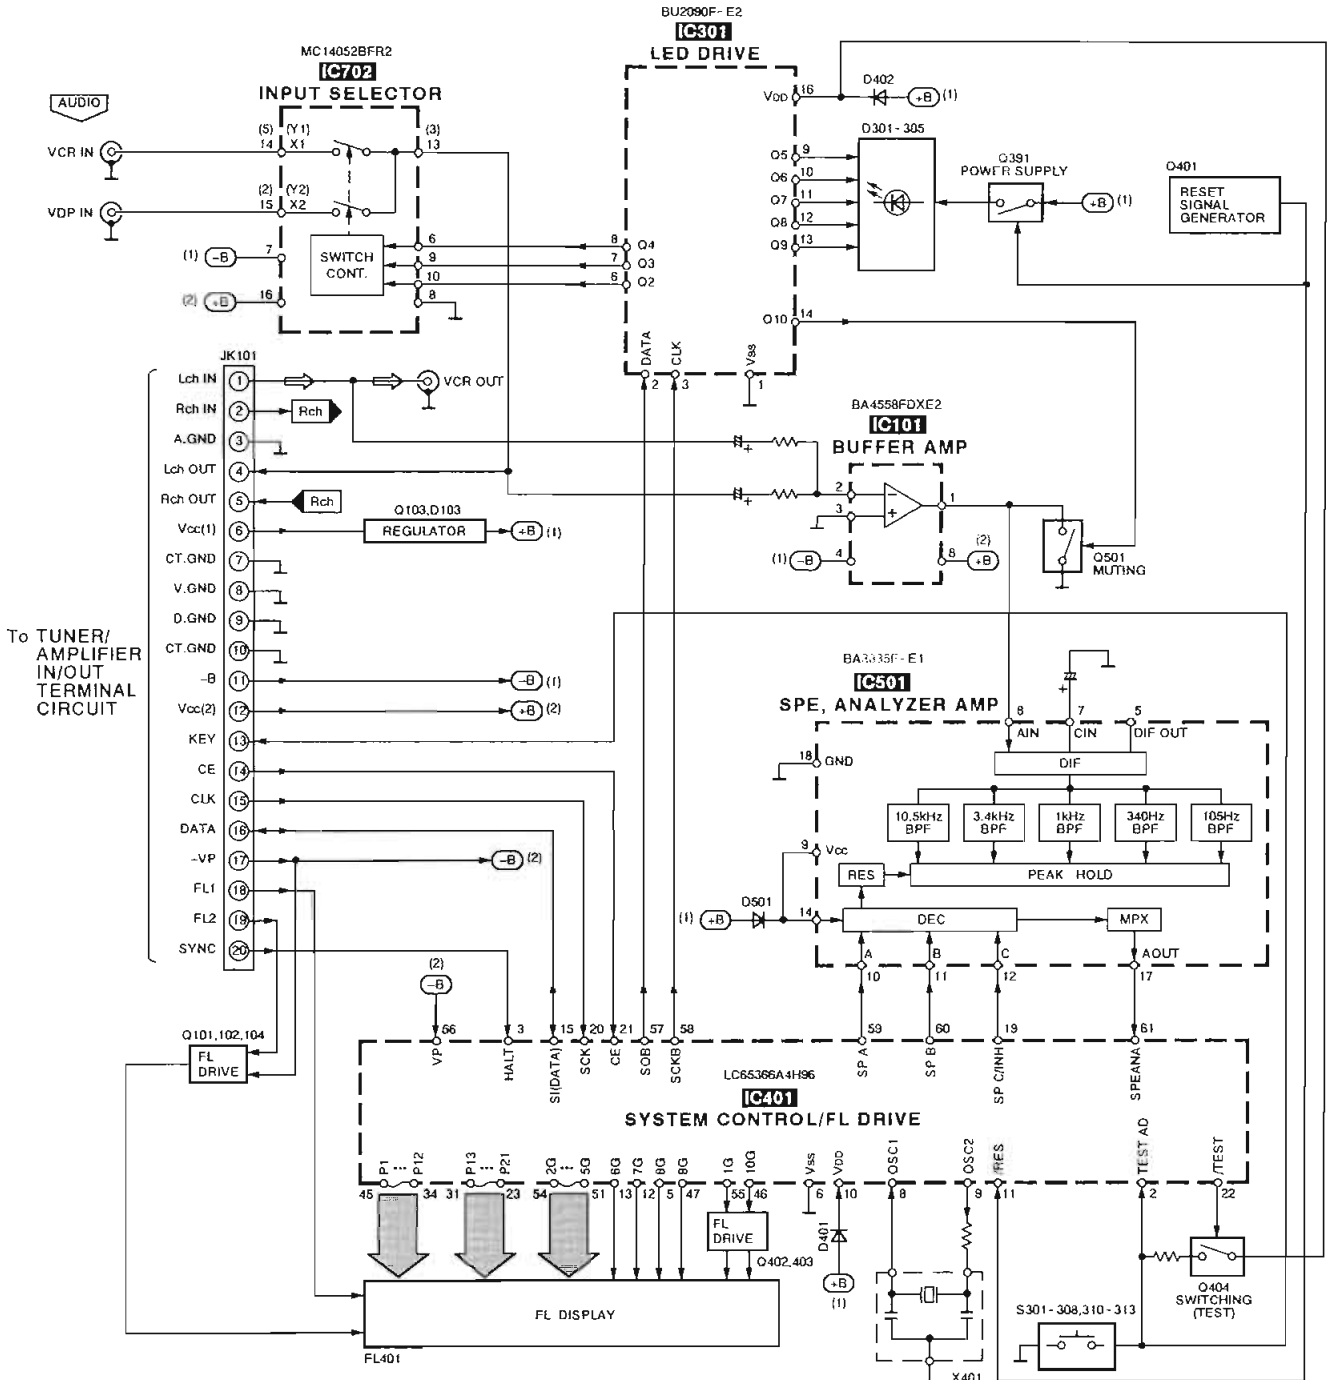 BU2090F-E2
IC301
LED DRIVE
MC14052BFR2
IC702
INPUT SELECTOR
AUDIO
VCR IN
VDP IN
(5) (Y1) (3)
14 X1 13
(2) (Y2)
15 X2
SWITCH
CONT.
(1) -B 7
(2) +B 16
6
9
10
8
8 Q4
7 Q3
6 Q2
VDD 16
D402
+B (1)
Q5 9
Q6 10
Q7 11
Q8 12
Q9 13
Q10 14
D301-305
Q391
POWER SUPPLY
+B (1)
Q401
RESET
SIGNAL
GENERATOR
DATA
CLK
Vss
2
3
1
JK101
Lch IN 1
VCR OUT
Rch IN 2
Rch
A.GND 3
Lch OUT 4
Rch OUT 5
Rch
Vcc(1) 6
Q103,D103
REGULATOR
+B (1)
CT.GND 7
V.GND 8
D.GND 9
CT.GND 10
-B 11
-B (1)
Vcc(2) 12
+B (2)
KEY 13
CE 14
CLK 15
DATA 16
-VP 17
-B (2)
FL1 18
FL2 19
SYNC 20
To TUNER/
AMPLIFIER
IN/OUT
TERMINAL
CIRCUIT
BA4558FDXE2
IC101
BUFFER AMP
+
+
2
-
3
+
1
(1) -B 4
8
(2)
+B
Q501
MUTING
BA3835F-E1
IC501
SPE, ANALYZER AMP
+
6
7
5
AIN
CIN
DIF OUT
18 GND
DIF
10.5kHz
BPF
3.4kHz
BPF
1kHz
BPF
340Hz
BPF
105Hz
BPF
9 Vcc
RES
PEAK HOLD
D501
(1) +B
14
DEC
MPX
A
B
C
AOUT
10
11
12
17
(2)
-B
Q101,102,104
FL
DRIVE
56
3
15
20
21
57
58
59
60
19
61
VP
HALT
SI(DATA)
SCK
CE
SOB
SCKB
SP A
SP B
SP C/INH
SPEANA
LC65366A4H96
IC401
SYSTEM CONTROL/FL DRIVE
P1 ... P12
P13 ... P21
2G ... 5G
6G
7G
8G
9G
1G
10G
Vss
VDD
OSC1
OSC2
/RES
TEST AD
/TEST
45
34
31
23
54
51
13
12
5
47
55
46
6
10
8
9
11
2
22
FL
DRIVE
Q402,403
D401
+B
(1)
FL DISPLAY
FL401
X401
Q404
SWITCHING
(TEST)
S301-308,310-313